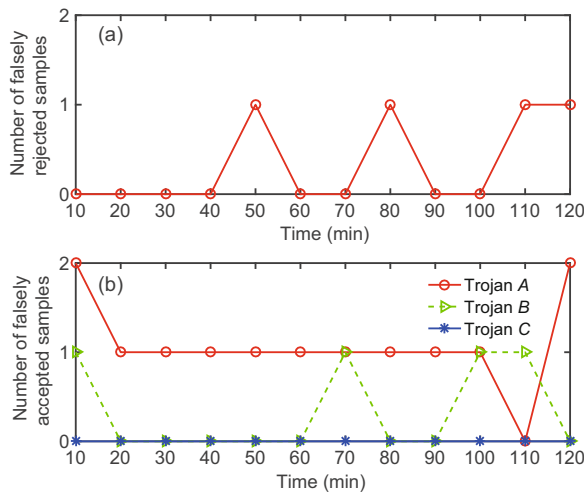 (a)
Number of falsely
rejected samples
2
1
0
10 20 30 40 50 60 70 80 90 100 110 120
Time (min)
(b)
Number of falsely
accepted samples
2
1
0
Trojan A
Trojan B
Trojan C
10 20 30 40 50 60 70 80 90 100 110 120
Time (min)